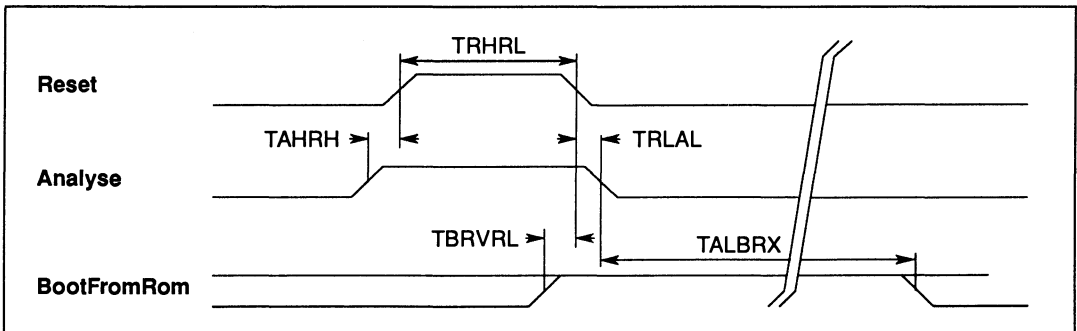 TRHRL
Reset
TAHRH
TRLAL
Analyse
TBRVRL
TALBRX
BootFromRom